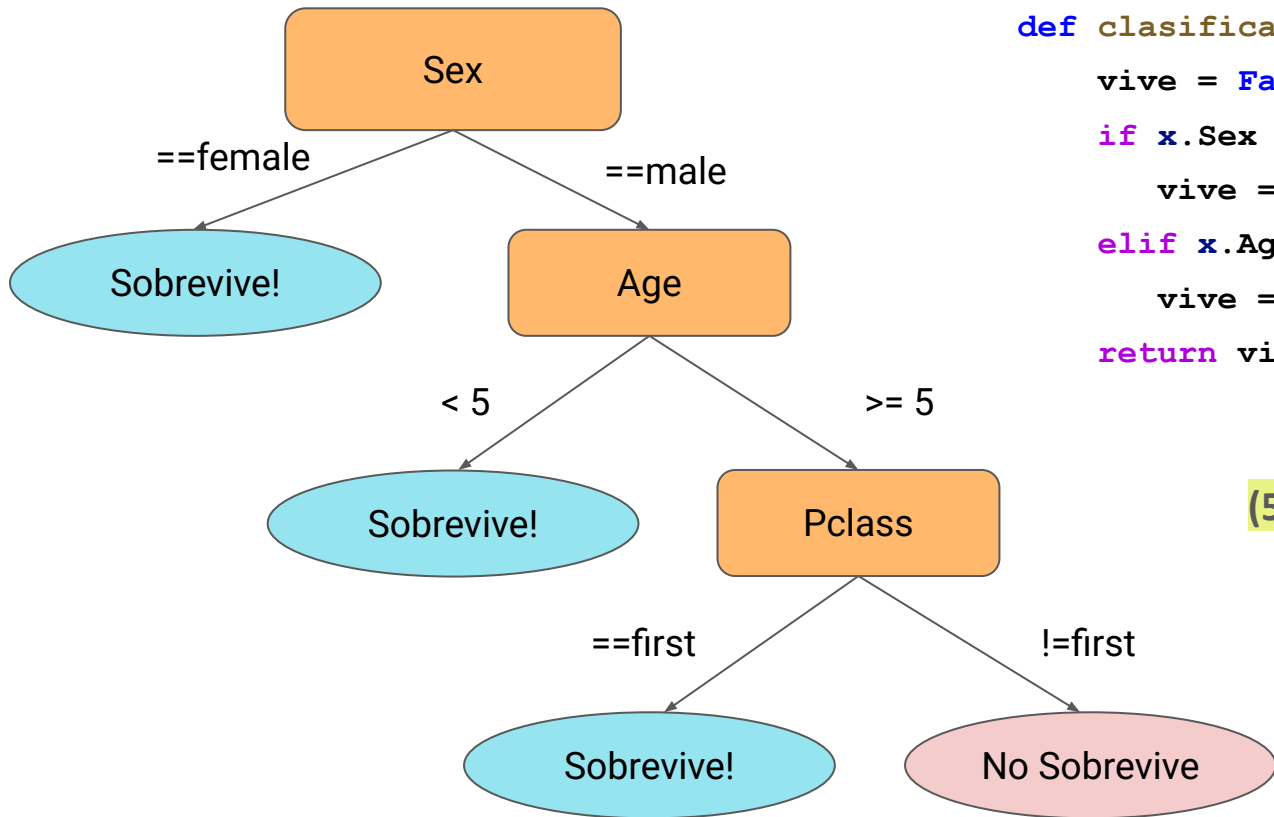 Sex
==female
==male
Sobrevive!
Age
< 5
>= 5
Sobrevive!
Pclass
==first
!=first
Sobrevive!
No Sobrevive
def clasifica
vive = Fa
if x.Sex
vive =
elif x.Ag
vive =
return vi
(5